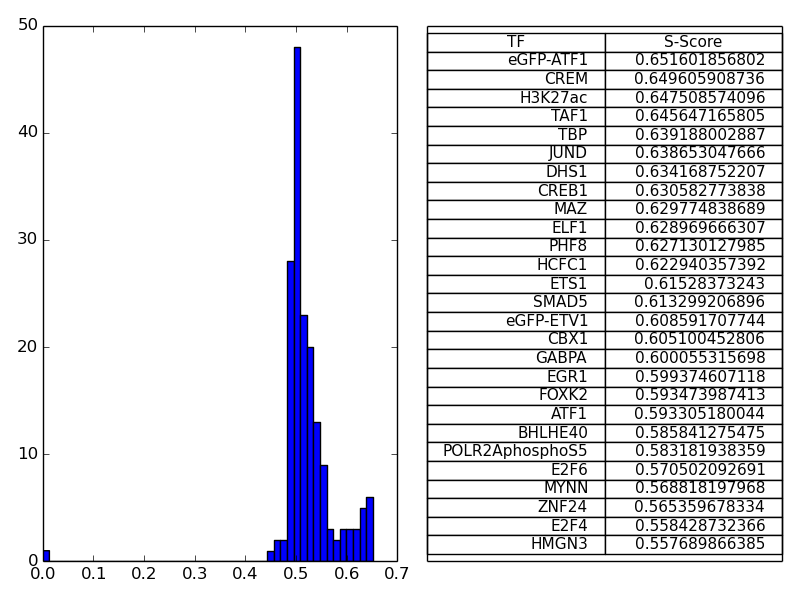 50
40
30
20
10
0
0.0 0.1 0.2 0.3 0.4 0.5 0.6 0.7
TF S-Score
eGFP-ATF1 0.651601856802
CREM 0.649605908736
H3K27ac 0.647508574096
TAF1 0.645647165805
TBP 0.639188002887
JUND 0.638653047666
DHS1 0.634168752207
CREB1 0.630582773838
MAZ 0.629774838689
ELF1 0.628969666307
PHF8 0.627130127985
HCFC1 0.622940357392
ETS1 0.61528373243
SMAD5 0.613299206896
eGFP-ETV1 0.608591707744
CBX1 0.605100452806
GABPA 0.600055315698
EGR1 0.599374607118
FOXK2 0.593473987413
ATF1 0.593305180044
BHLHE40 0.585841275475
POLR2AphosphoS5 0.583181938359
E2F6 0.570502092691
MYNN 0.568818197968
ZNF24 0.565359678334
E2F4 0.558428732366
HMGN3 0.557689866385